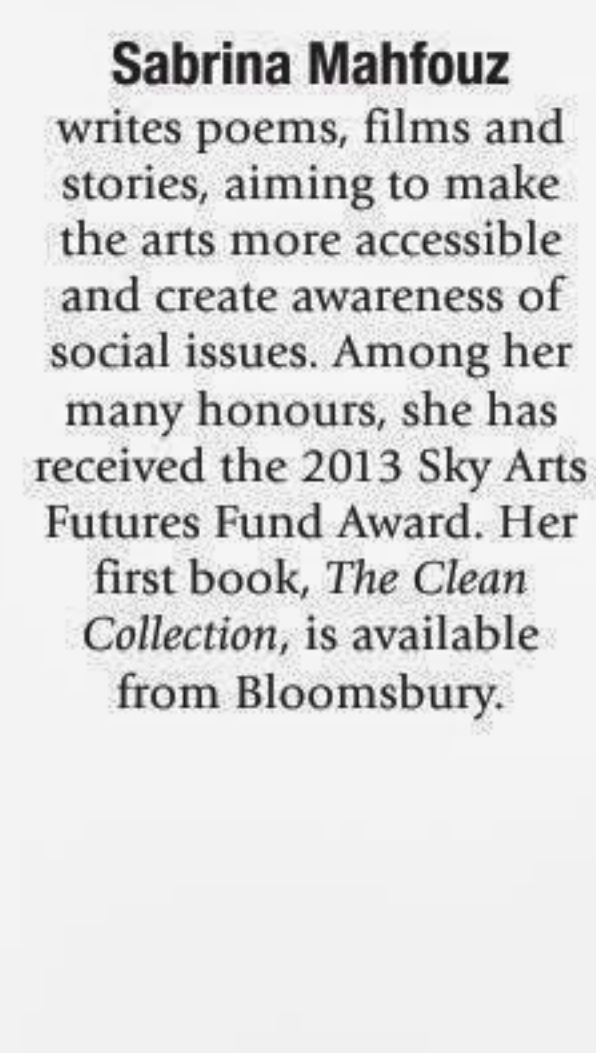 Sabrina Mahfouz
writes poems, films and
stories, aiming to make
the arts more accessible
and create awareness of
social issues. Among her
many honours, she has
received the 2013 Sky Arts
Futures Fund Award. Her
first book, The Clean
Collection, is available
from Bloomsbury.